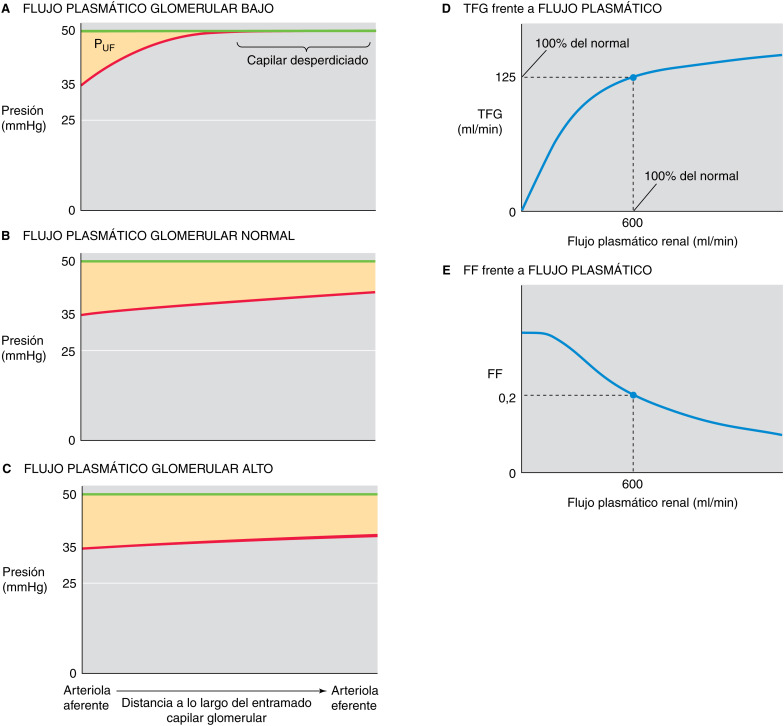 A FLUJO PLASMÁTICO GLOMERULAR BAJO
50
PUF
Capilar desperdiciado
35
Presión
(mmHg)
25
0
B FLUJO PLASMÁTICO GLOMERULAR NORMAL
50
35
Presión
(mmHg)
25
0
C FLUJO PLASMÁTICO GLOMERULAR ALTO
50
35
Presión
(mmHg)
25
0
Arteriola
aferente
Distancia a lo largo del entramado
capilar glomerular
Arteriola
eferente
D TFG frente a FLUJO PLASMÁTICO
100% del normal
125
TFG
(ml/min)
100% del normal
0
600
Flujo plasmático renal (ml/min)
E FF frente a FLUJO PLASMÁTICO
FF
0,2
0
600
Flujo plasmático renal (ml/min)